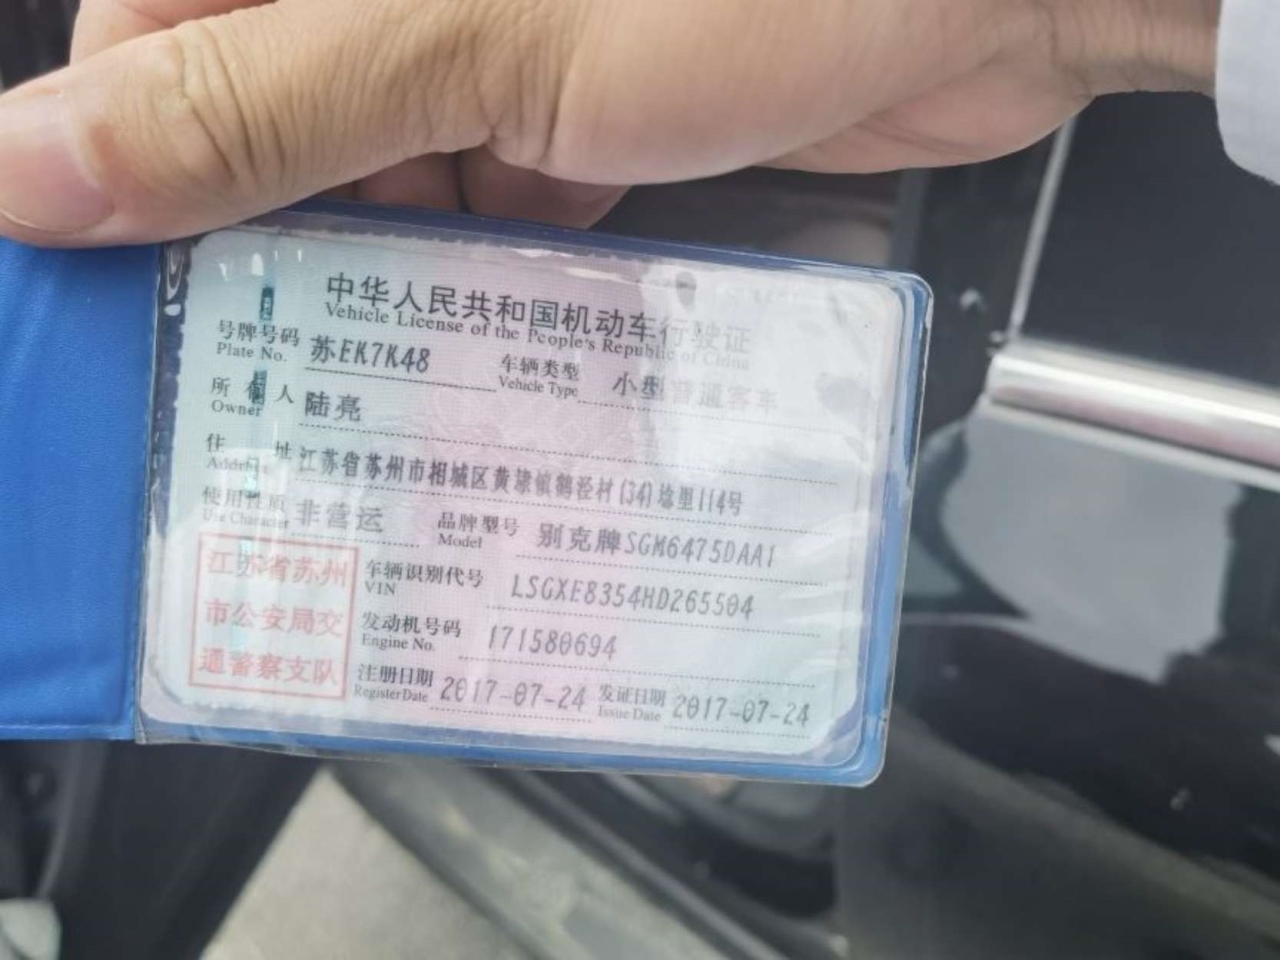 中华人民共和国机动车行驶证
Vehicle License of the People's Republic of China
号牌号码 苏EK7K48 车辆类型 小型普通客车
Plate No. Vehicle Type
所有人 陆亮
Owner
住址 江苏省苏州市相城区黄埭镇鹤泾村(34)埝里114号
Address
使用性质 非营运 品牌型号 别克牌SGM6475DAA1
Use Character Model
江苏省苏州
市公安局交
通警察支队
车辆识别代号 LSGXE8354HD265504
VIN
发动机号码 171580694
Engine No.
注册日期 2017-07-24 发证日期 2017-07-24
Register Date Issue Date